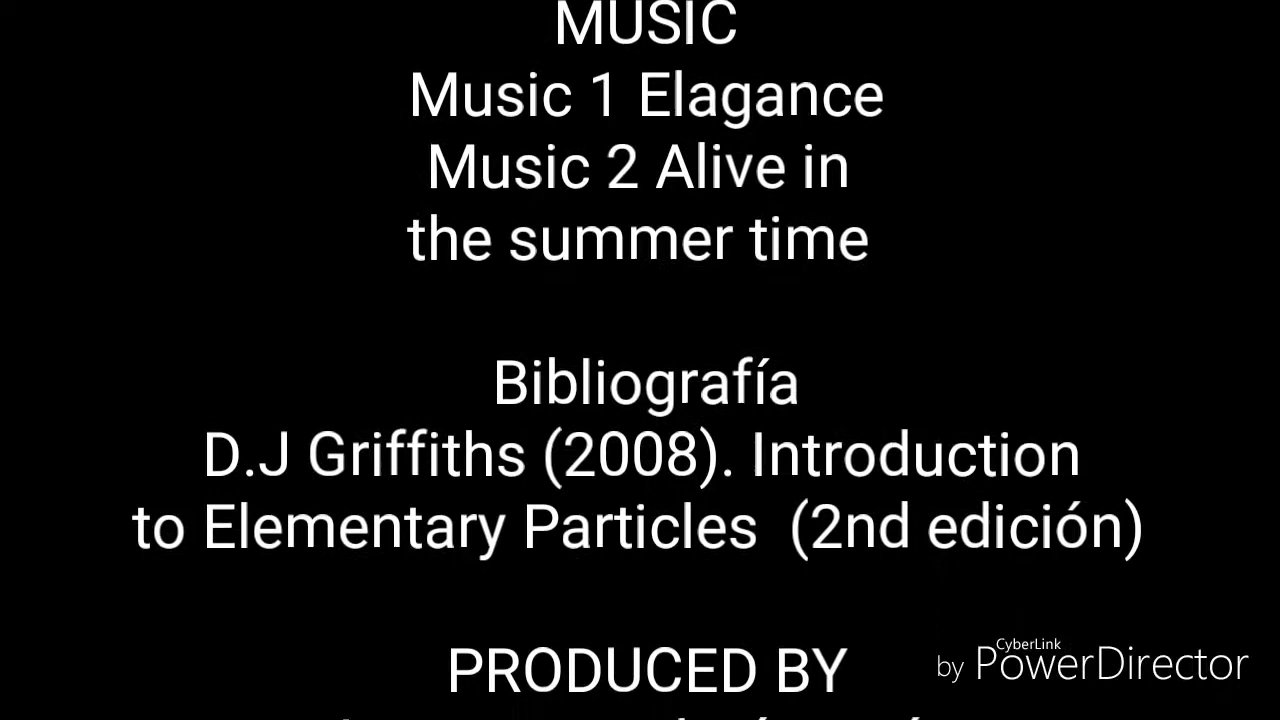 MUSIC
Music 1 Elagance
Music 2 Alive in
the summer time
Bibliografía
D.J Griffiths (2008). Introduction
to Elementary Particles (2nd edición)
PRODUCED BY
CyberLink
by PowerDirector